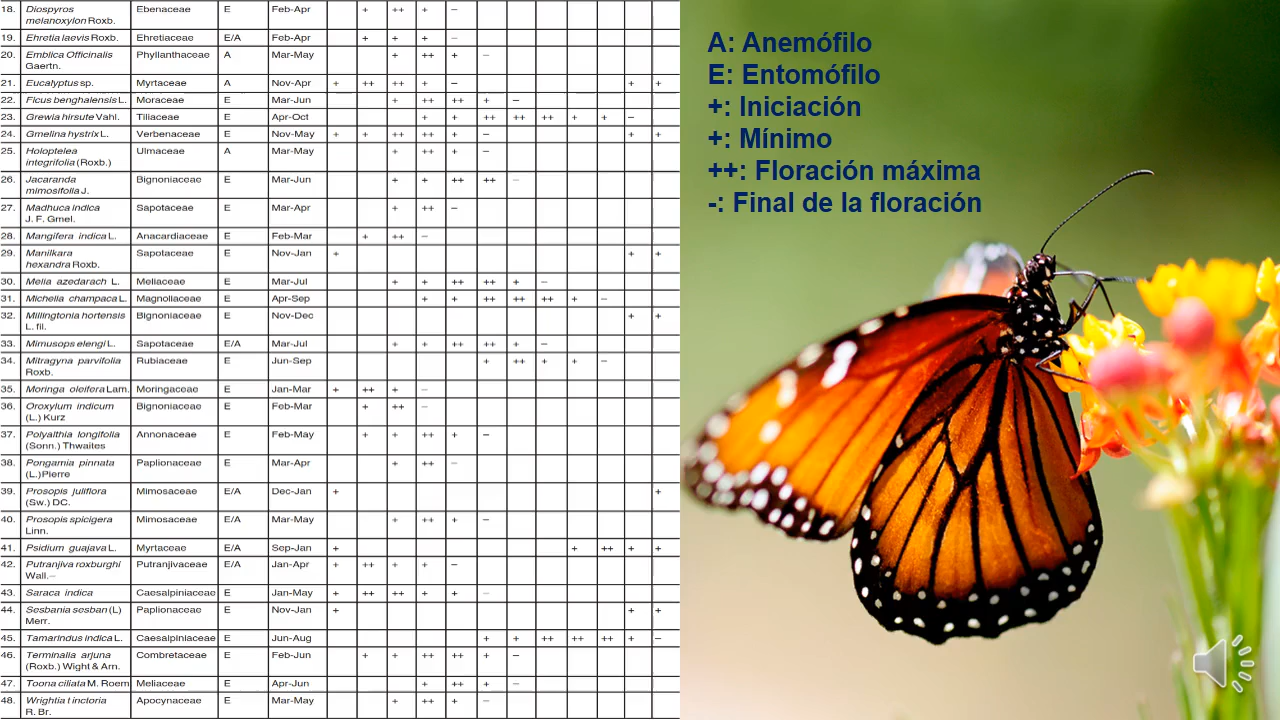 18. Diospyros Ebenaceae E Feb-Apr + ++ + –
melanoxylon Roxb.
19. Ehretia laevis Roxb. Ehretiaceae E/A Feb-Apr + + + –
20. Emblica Officinalis Phyllanthaceae A Mar-May + ++ + –
Gaertn.
21. Eucalyptus sp. Myrtaceae A Nov-Apr + ++ ++ + – + +
22. Ficus benghalensis L. Moraceae E Mar-Jun + ++ ++ + –
23. Grewia hirsute Vahl. Tiliaceae E Apr-Oct + + ++ ++ ++ + + –
24. Gmelina hystrix L. Verbenaceae E Nov-May + + ++ ++ + – + +
25. Holoptelea Ulmaceae A Mar-May + ++ + –
integrifolia (Roxb.)
26. Jacaranda Bignoniaceae E Mar-Jun + + ++ ++ –
mimosifolia J.
27. Madhuca indica Sapotaceae E Mar-Apr + ++ –
J. F. Gmel.
28. Mangifera indica L. Anacardiaceae E Feb-Mar + ++ –
29. Manilkara Sapotaceae E Nov-Jan + + +
hexandra Roxb.
30. Melia azedarach L. Meliaceae E Mar-Jul + + ++ ++ + –
31. Michelia champaca L. Magnoliaceae E Apr-Sep + + ++ ++ ++ + –
32. Millingtonia hortensis Bignoniaceae E Nov-Dec + +
L. fil.
33. Mimusops elengi L. Sapotaceae E/A Mar-Jul + + ++ ++ + –
34. Mitragyna parvifolia Rubiaceae E Jun-Sep + ++ + + –
Roxb.
35. Moringa oleifera Lam. Moringaceae E Jan-Mar + ++ + –
36. Oroxylum indicum Bignoniaceae E Feb-Mar + ++ –
(L.) Kurz
37. Polyalthia longifolia Annonaceae E Feb-May + + ++ + –
(Sonn.) Thwaites
38. Pongamia pinnata Paplionaceae E Mar-Apr + ++ –
(L.)Pierre
39. Prosopis juliflora Mimosaceae E/A Dec-Jan + +
(Sw.) DC.
40. Prosopis spicigera Mimosaceae E/A Mar-May + ++ + –
Linn.
41. Psidium guajava L. Myrtaceae E/A Sep-Jan + + ++ + +
42. Putranjiva roxburghi Putranjivaceae E/A Jan-Apr + ++ + + –
Wall.–
43. Saraca indica Caesalpiniaceae E Jan-May + ++ ++ + + –
44. Sesbania sesban (L) Paplionaceae E Nov-Jan + + +
Merr.
45. Tamarindus indica L. Caesalpiniaceae E Jun-Aug + + ++ ++ ++ + –
46. Terminalia arjuna Combretaceae E Feb-Jun + + ++ ++ + –
(Roxb.) Wight & Arn.
47. Toona ciliata M. Roem Meliaceae E Apr-Jun + ++ + –
48. Wrightia t inctoria Apocynaceae E Mar-May + ++ + –
R. Br.
A: Anemófilo
E: Entomófilo
+: Iniciación
+: Mínimo
++: Floración máxima
-: Final de la floración